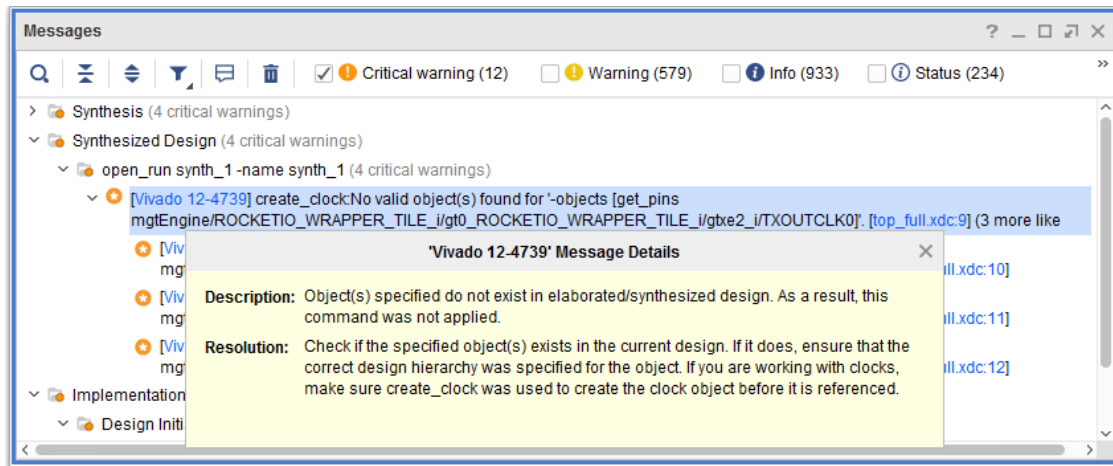 Messages
Critical warning (12)
Warning (579)
Info (933)
Status (234)
Synthesis (4 critical warnings)
Synthesized Design (4 critical warnings)
open_run synth_1 -name synth_1 (4 critical warnings)
[Vivado 12-4739] create_clock:No valid object(s) found for '-objects [get_pins
mgtEngine/ROCKETIO_WRAPPER_TILE_i/gt0_ROCKETIO_WRAPPER_TILE_i/gtxe2_i/TXOUTCLK0]'. [top_full.xdc:9] (3 more like
'Vivado 12-4739' Message Details
Description: Object(s) specified do not exist in elaborated/synthesized design. As a result, this
command was not applied.
Resolution: Check if the specified object(s) exists in the current design. If it does, ensure that the
correct design hierarchy was specified for the object. If you are working with clocks,
make sure create_clock was used to create the clock object before it is referenced.
[Viv
mgt
ull.xdc:10]
[Viv
mgt
ull.xdc:11]
[Viv
mgt
ull.xdc:12]
Implementation
Design Initi